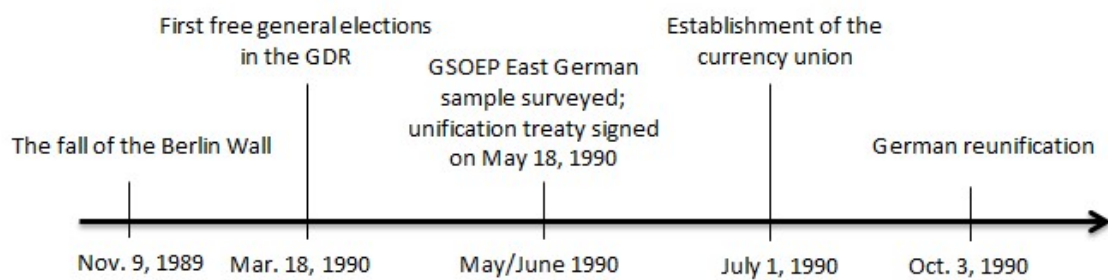 First free general elections
in the GDR
Establishment of the
currency union
GSOEP East German
sample surveyed;
unification treaty signed
on May 18, 1990
The fall of the Berlin Wall
German reunification
Nov. 9, 1989
Mar. 18, 1990
May/June 1990
July 1, 1990
Oct. 3, 1990